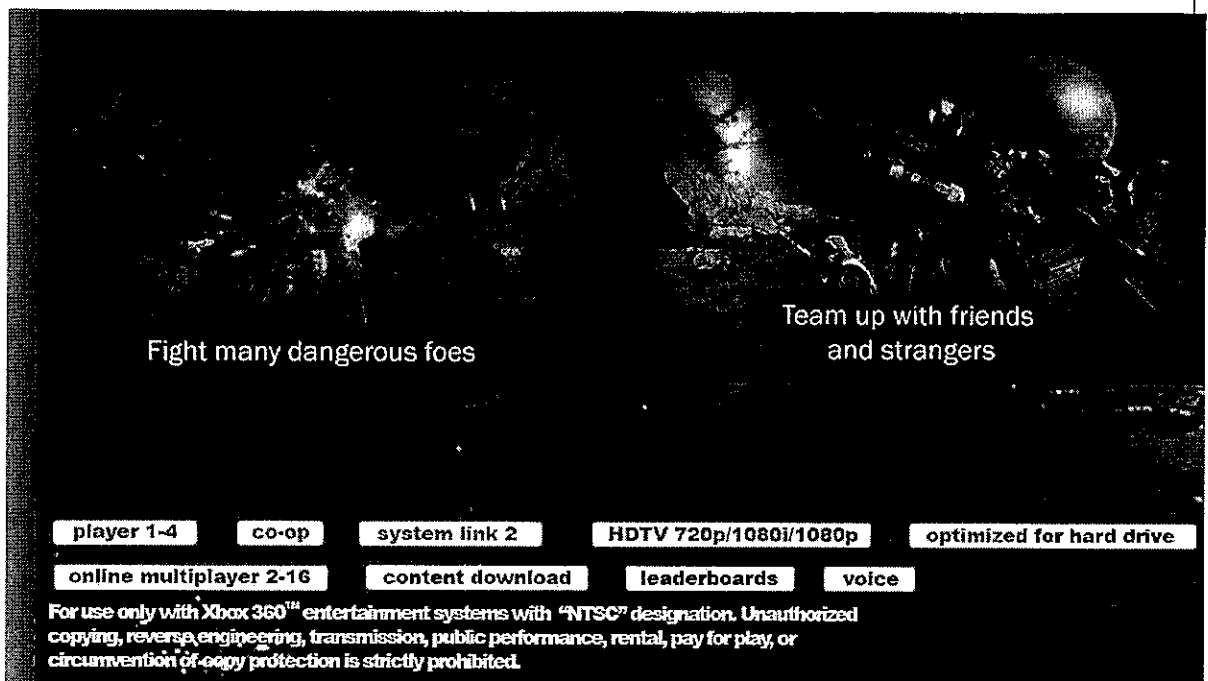 Fight many dangerous foes
Team up with friends
and strangers
player 1-4 co-op system link 2 HDTV 720p/1080i/1080p optimized for hard drive
online multiplayer 2-16 content download leaderboards voice
For use only with Xbox 360™ entertainment systems with “NTSC” designation. Unauthorized
copying, reverse engineering, transmission, public performance, rental, pay for play, or
circumvention of copy protection is strictly prohibited.